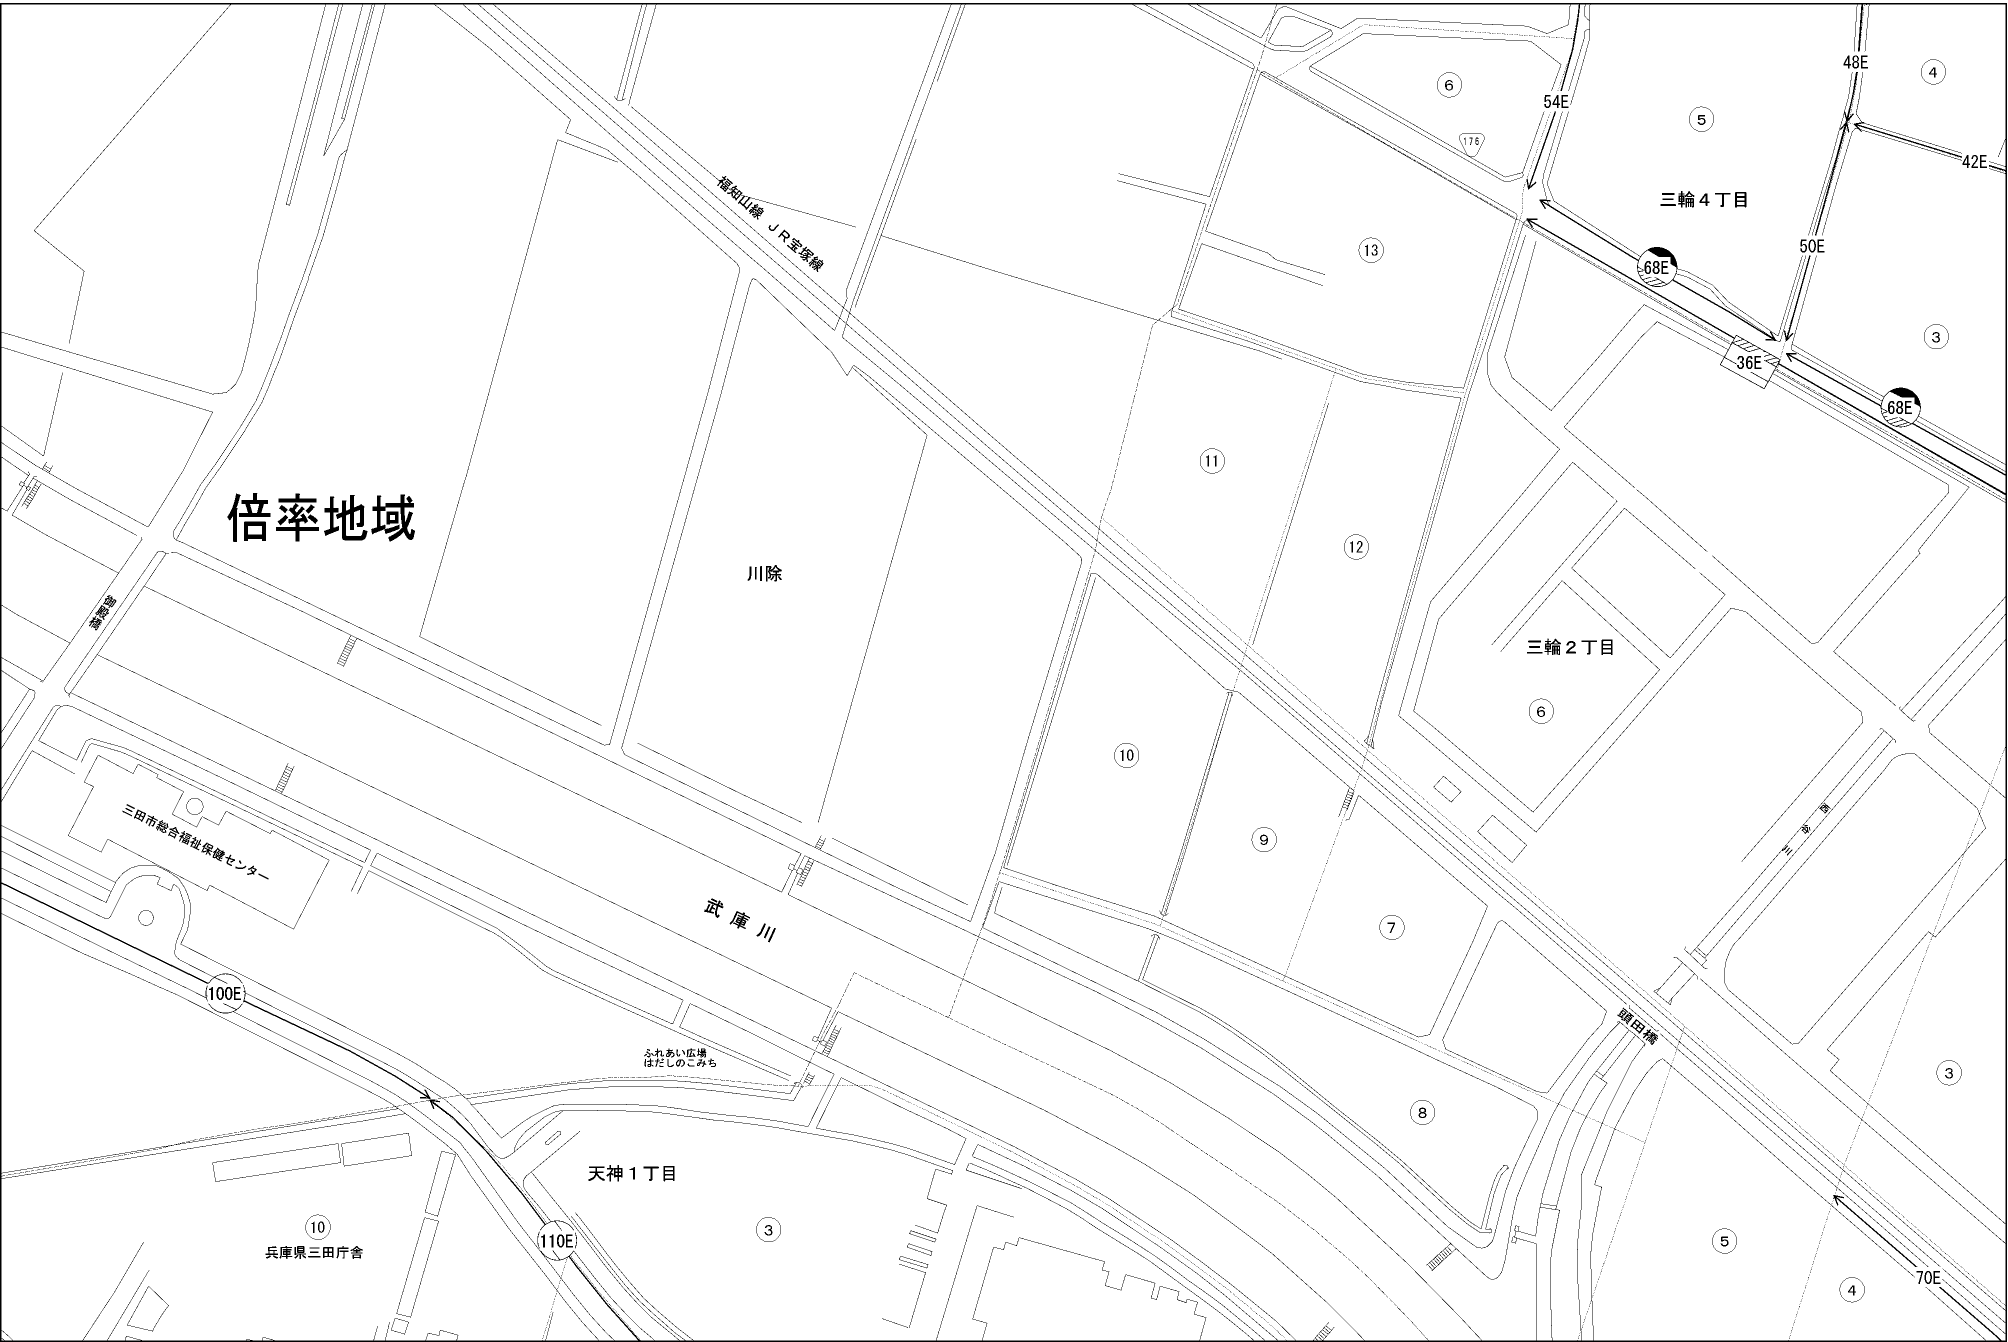 48E
④
⑥
54E
⑤
176
42E
三輪４丁目
福知山線 ＪＲ宝塚線
50E
⑬
68E
③
36E
68E
⑪
倍率地域
⑫
川除
御殿橋
三輪２丁目
⑥
⑩
三田市総合福祉保健センター
⑨
西谷川
武庫川
⑦
100E
頭田橋
ふれあい広場
はだしのこみち
③
⑧
天神１丁目
⑩
兵庫県三田庁舎
③
110E
⑤
70E
④